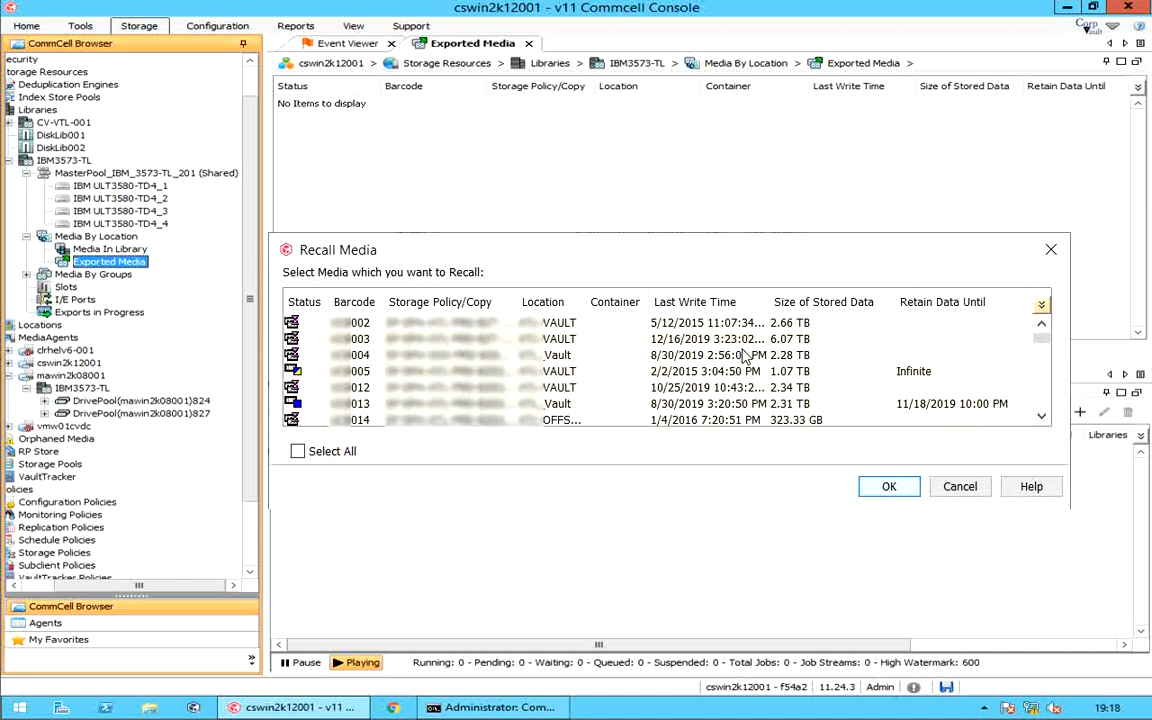 cswin2k12001 - v11 Commcell Console
Home Tools Storage Configuration Reports View Support
CommCell Browser
Event Viewer Exported Media
cswin2k12001 > Storage Resources > Libraries > IBM3573-TL > Media By Location > Exported Media >
Status Barcode Storage Policy/Copy Location Container Last Write Time Size of Stored Data Retain Data Until
No Items to display
ecurity
torage Resources
Deduplication Engines
Index Store Pools
Libraries
CV-VTL-001
DiskLib001
DiskLib002
IBM3573-TL
MasterPool_IBM_3573-TL_201 (Shared)
IBM ULT3580-TD4_1
IBM ULT3580-TD4_2
IBM ULT3580-TD4_3
IBM ULT3580-TD4_4
Media By Location
Media In Library
Exported Media
Media By Groups
Slots
I/E Ports
Exports in Progress
Locations
MediaAgents
drhelv6-001
cswin2k12001
mawin2k08001
IBM3573-TL
DrivePool(mawin2k08001)824
DrivePool(mawin2k08001)827
vmw01cvdc
Orphaned Media
RP Store
Storage Pools
VaultTracker
olicies
Configuration Policies
Monitoring Policies
Replication Policies
Schedule Policies
Storage Policies
Subclient Policies
VaultTracker Policies
CommCell Browser
Agents
My Favorites
Recall Media
Select Media which you want to Recall:
Status Barcode Storage Policy/Copy Location Container Last Write Time Size of Stored Data Retain Data Until
002 VAULT 5/12/2015 11:07:34... 2.66 TB
003 VAULT 12/16/2019 3:23:02... 6.07 TB
004 Vault 8/30/2019 2:56:0 PM 2.28 TB
005 VAULT 2/2/2015 3:04:50 PM 1.07 TB Infinite
012 VAULT 10/25/2019 10:43:2... 2.34 TB
013 Vault 8/30/2019 3:20:50 PM 2.31 TB 11/18/2019 10:00 PM
014 OFFS... 1/4/2016 7:20:51 PM 323.33 GB
Select All
OK Cancel Help
Libraries
Pause Playing Running: 0 - Pending: 0 - Waiting: 0 - Queued: 0 - Suspended: 0 - Total Jobs: 0 - Job Streams: 0 - High Watermark: 600
cswin2k12001 - f54a2 11.24.3 Admin
cswin2k12001 - v11 ... Administrator: Com... 19:18